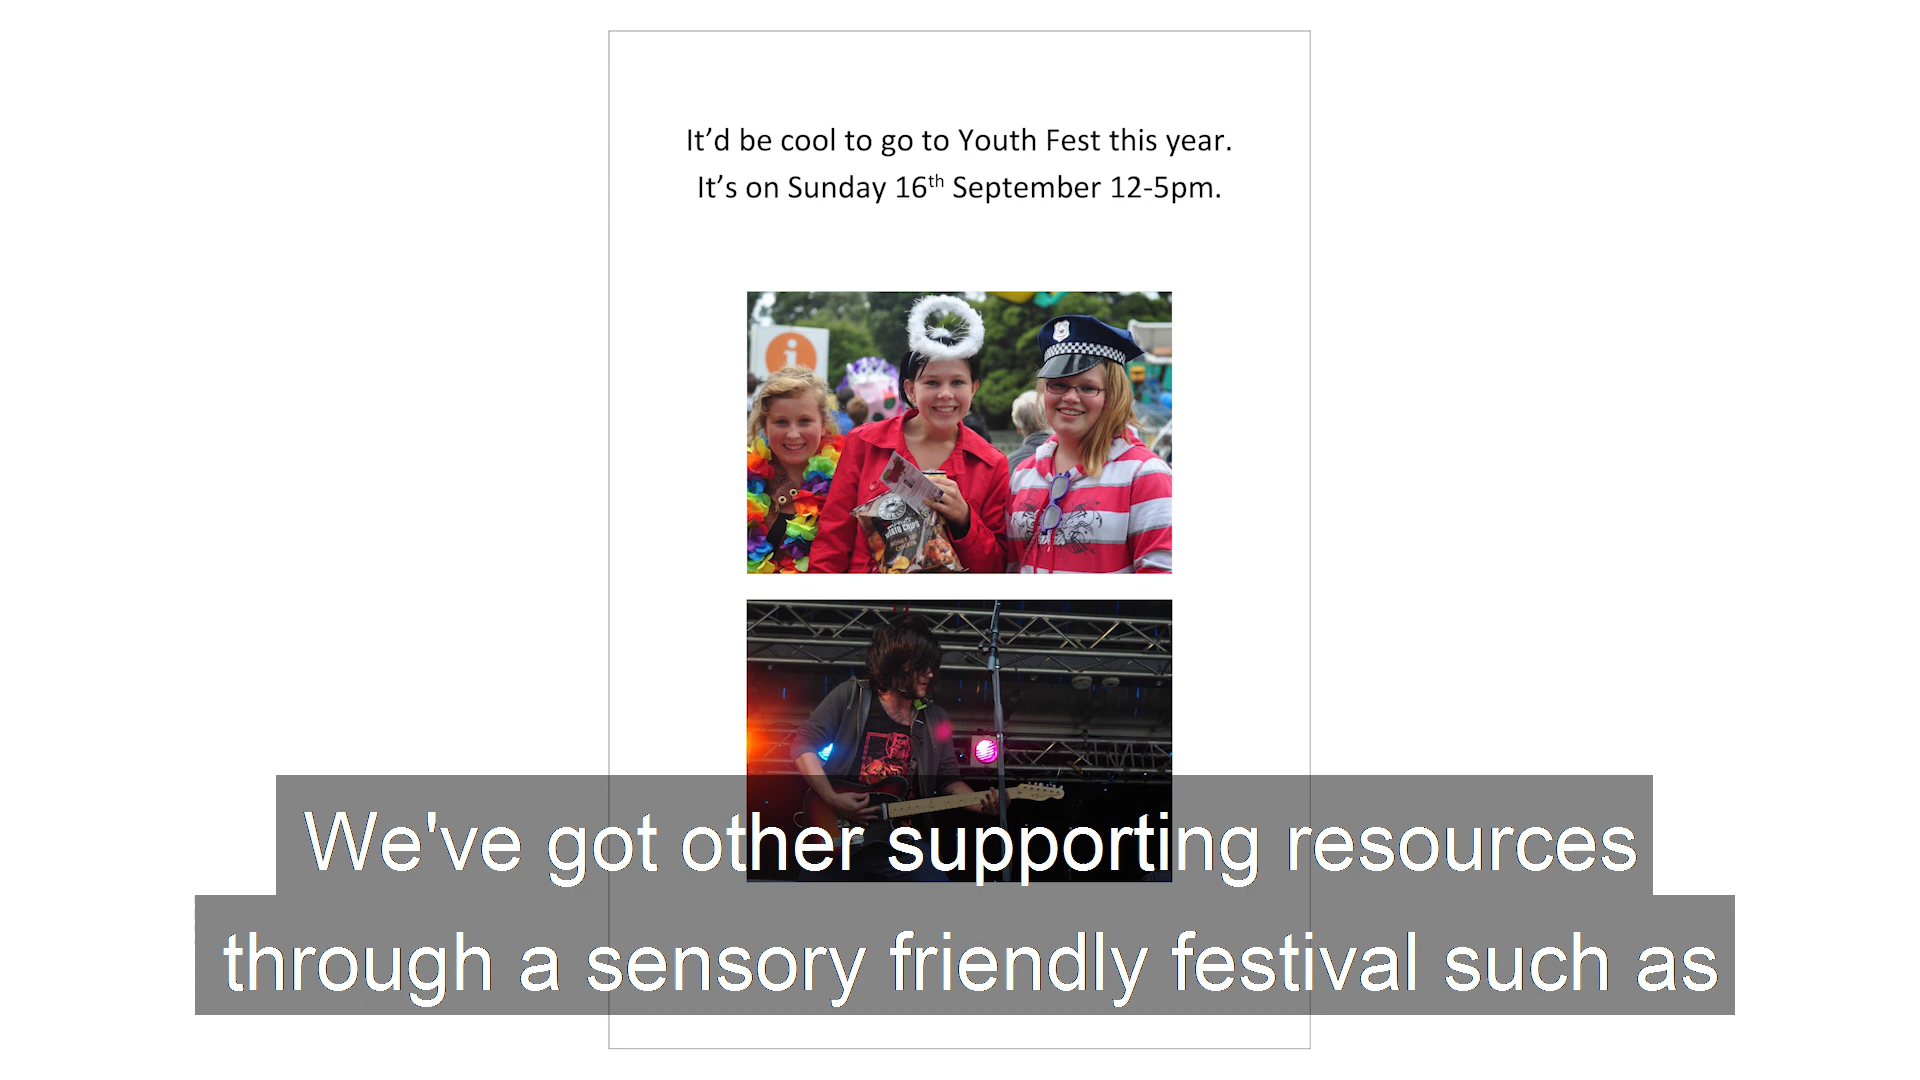 It’d be cool to go to Youth Fest this year.
It’s on Sunday 16th September 12-5pm.
i
We've got other supporting resources
through a sensory friendly festival such as